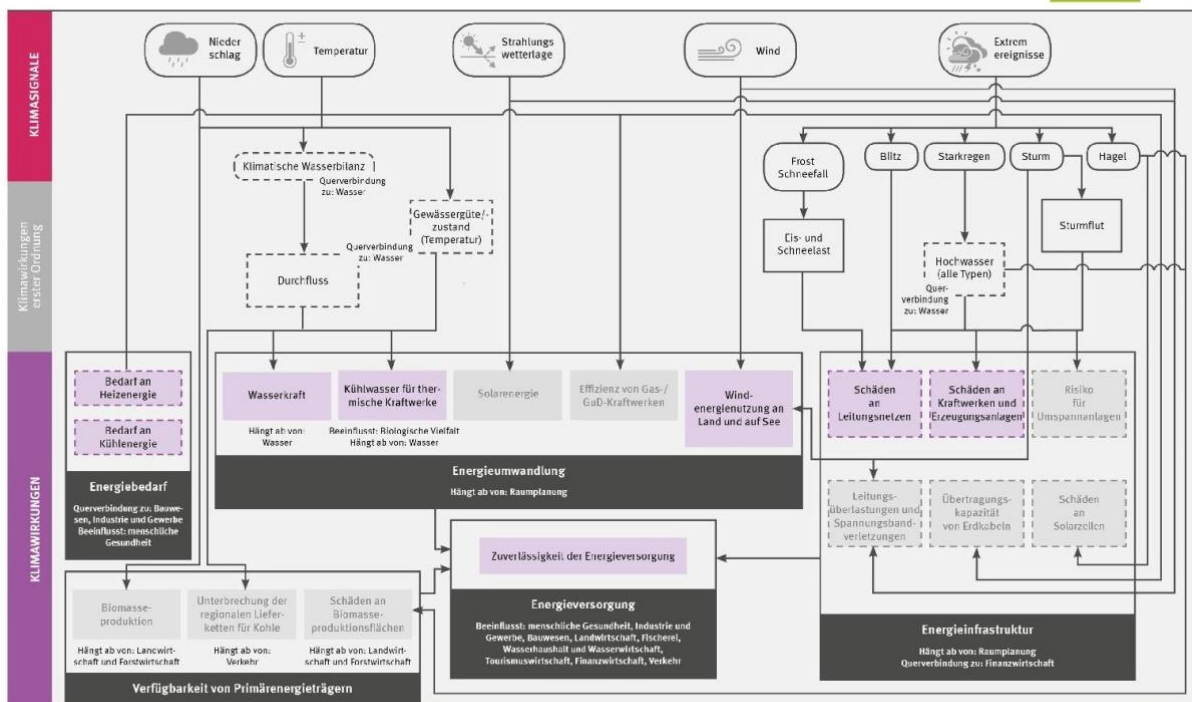 KLIMASIGNALE
Nieder
schlag
Temperatur
Strahlungs
wetterlage
Wind
Extrem
ereignisse
Klimatische Wasserbilanz
Querverbindung
zu: Wasser
Frost
Schneefall
Blitz
Starkregen
Sturm
Hagel
Klimawirkungen
erster Ordnung
Gewässergüte/-
zustand
(Temperatur)
Querverbindung
zu: Wasser
Durchfluss
Eis- und
Schneelast
Hochwasser
(alle Typen)
Quer-
verbindung
zu: Wasser
Sturmflut
KLIMAWIRKUNGEN
Bedarf an
Heizenergie
Bedarf an
Kühlenergie
Energiebedarf
Querverbindung zu: Bauwe-
sen, Industrie und Gewerbe
Beeinflusst: menschliche
Gesundheit
Wasserkraft
Hängt ab von:
Wasser
Kühlwasser für ther-
mische Kraftwerke
Beeinflusst: Biologische Vielfalt
Hängt ab von: Wasser
Solarenergie
Effizienz von Gas-/
GuD-Kraftwerken
Wind-
energienutzung an
Land und auf See
Energieumwandlung
Hängt ab von: Raumplanung
Schäden
an
Leitungsnetzen
Schäden an
Kraftwerken und
Erzeugungsanlagen
Risiko
für
Umspannanlagen
Leitungs-
überlastungen und
Spannungsband-
verletzungen
Übertragungs-
kapazität
von Erdkabeln
Schäden
an
Solarzellen
Energieinfrastruktur
Hängt ab von: Raumplanung
Querverbindung zu: Finanzwirtschaft
Zuverlässigkeit der Energieversorgung
Energieversorgung
Beeinflusst: menschliche Gesundheit, Industrie und
Gewerbe, Bauwesen, Landwirtschaft, Fischerei,
Wasserhaushalt und Wasserwirtschaft,
Tourismuswirtschaft, Finanzwirtschaft, Verkehr
Biomasse-
produktion
Hängt ab von: Landwirt-
schaft und Forstwirtschaft
Unterbrechung der
regionalen Liefer-
ketten für Kohle
Hängt ab von:
Verkehr
Schäden an
Biomasse-
produktionsflächen
Hängt ab von: Landwirt-
schaft und Forstwirtschaft
Verfügbarkeit von Primärenergieträgern